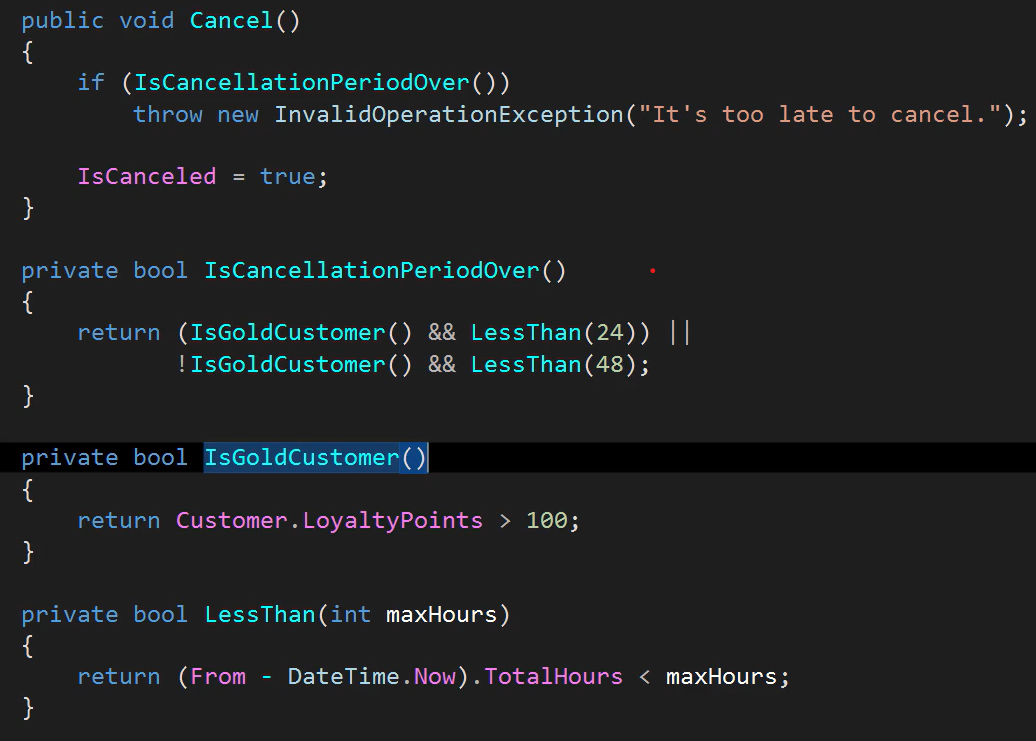 public void Cancel()
{
    if (IsCancellationPeriodOver())
        throw new InvalidOperationException("It's too late to cancel.");

    IsCanceled = true;
}

private bool IsCancellationPeriodOver()
{
    return (IsGoldCustomer() && LessThan(24)) ||
           !IsGoldCustomer() && LessThan(48);
}

private bool IsGoldCustomer()
{
    return Customer.LoyaltyPoints > 100;
}

private bool LessThan(int maxHours)
{
    return (From - DateTime.Now).TotalHours < maxHours;
}